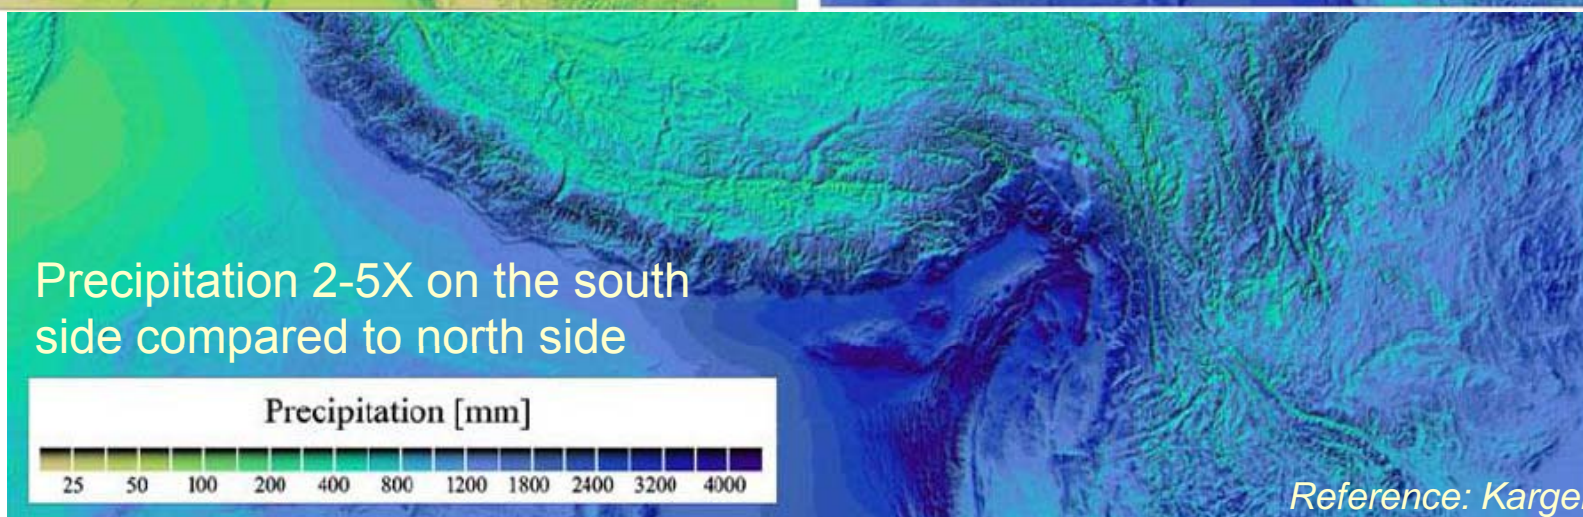 Precipitation 2-5X on the south
side compared to north side
Precipitation [mm]
25 50 100 200 400 800 1200 1800 2400 3200 4000
Reference: Kargel